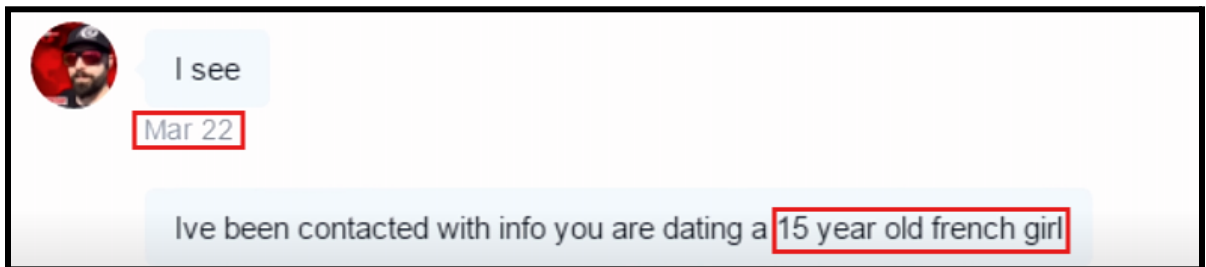 I see
Mar 22
Ive been contacted with info you are dating a 15 year old french girl